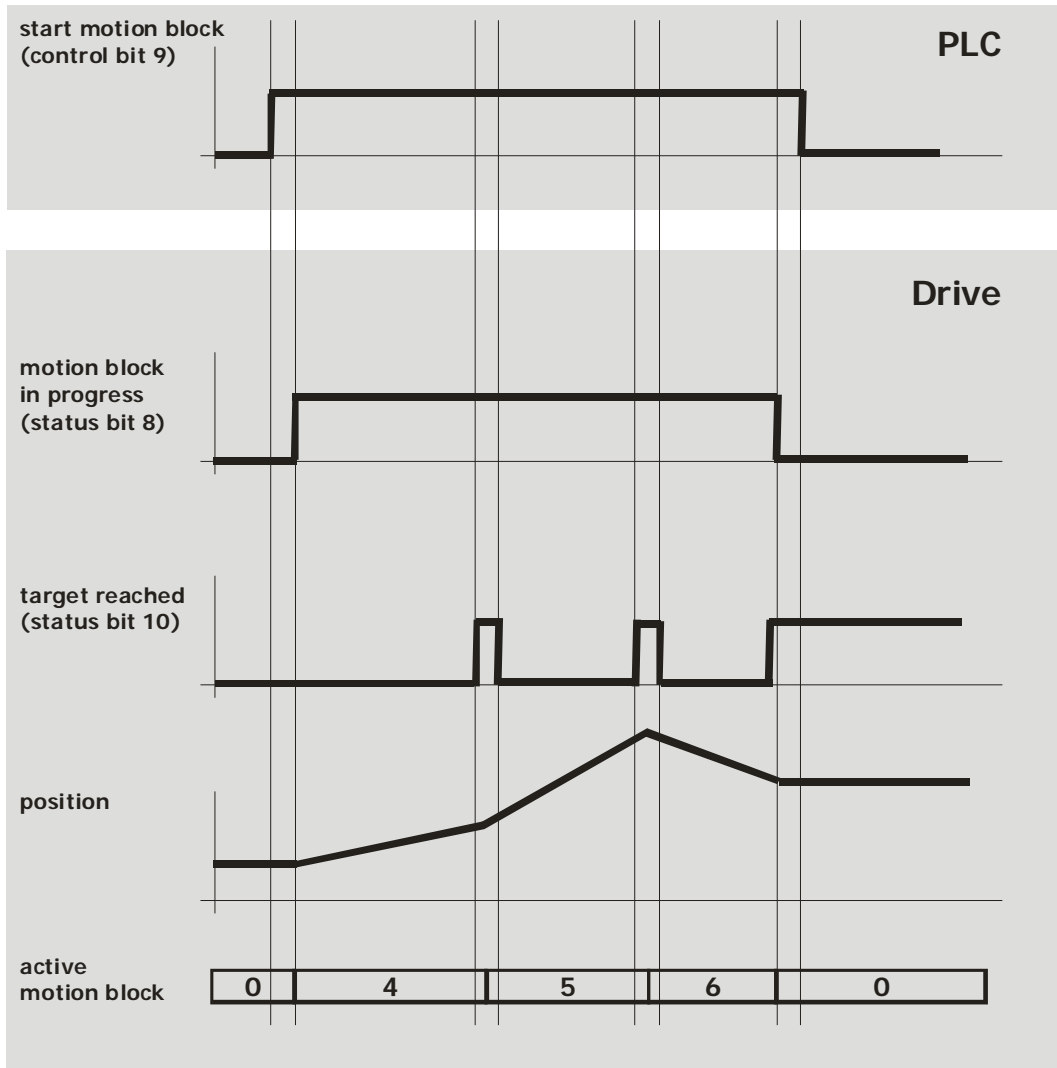 start motion block
(control bit 9)
PLC
Drive
motion block
in progress
(status bit 8)
target reached
(status bit 10)
position
active
motion block
0 4 5 6 0